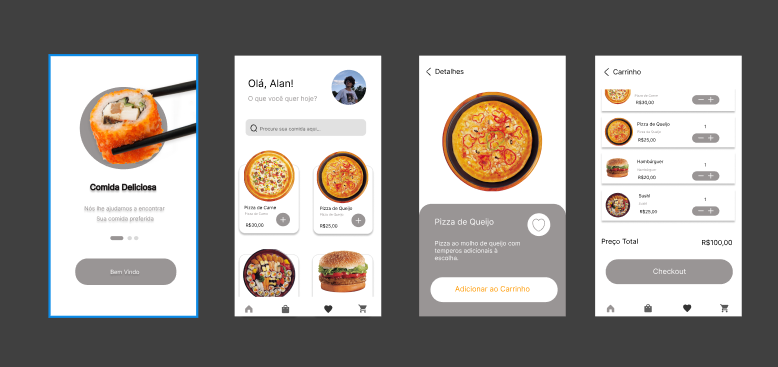 Comida Deliciosa
Nós lhe ajudamos a encontrar
Sua comida preferida
Bem Vindo
Olá, Alan!
O que você quer hoje?
Procure sua comida aqui...
Pizza de Carne
Pizza de Carne
R$20,00
Pizza de Queijo
Pizza de Queijo
R$25,00
Detalhes
Pizza de Queijo
Pizza ao molho de queijo com
temperos adicionais à
escolha.
Adicionar ao Carrinho
Carrinho
Pizza de Carne
R$20,00
Pizza de Queijo
Pizza de Queijo
R$25,00
1
Hambúrguer
Hambúrguer
R$20,00
1
Sushi
Sushi
R$25,00
1
Preço Total
R$100,00
Checkout